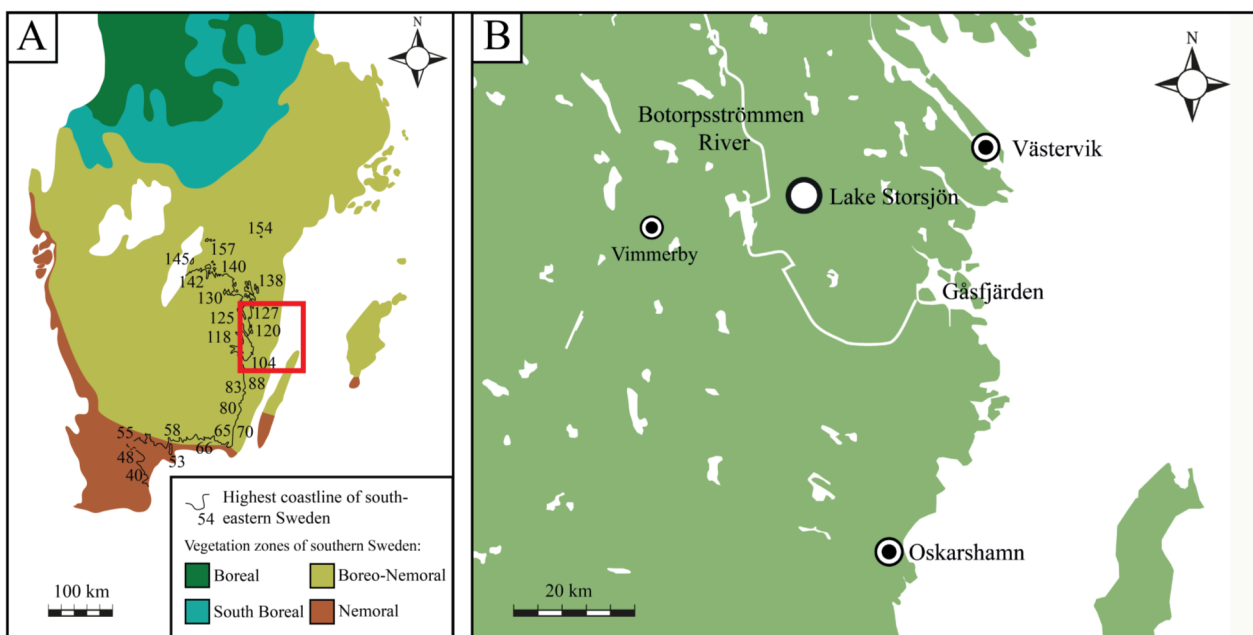 A
N
154
157
145
140
142
138
130
127
125
120
118
104
88
83
80
70
65
58
55
66
53
48
40
Highest coastline of south-
eastern Sweden
54
Vegetation zones of southern Sweden:
Boreal
Boreo-Nemoral
South Boreal
Nemoral
100 km
B
N
Botorpsströmmen
River
Västervik
Lake Storsjön
Vimmerby
Gåsfjärden
Oskarshamn
20 km